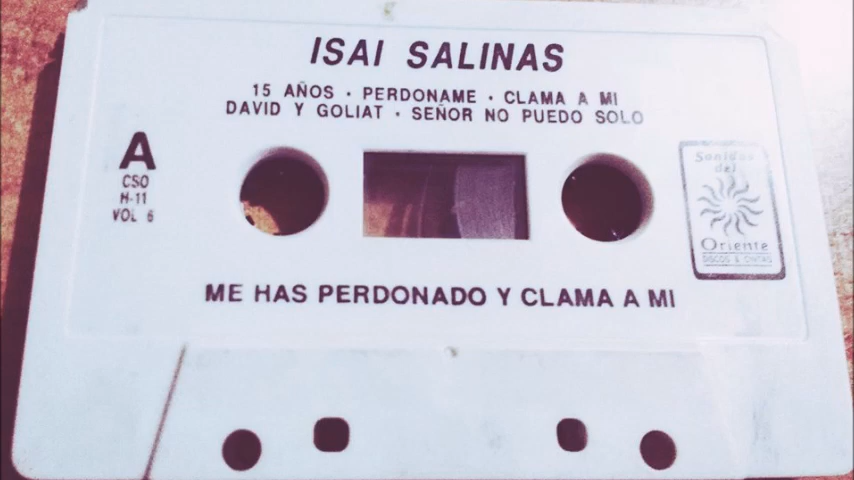 ISAI SALINAS
15 AÑOS · PERDONAME · CLAMA A MI
DAVID Y GOLIAT · SEÑOR NO PUEDO SOLO
A
CSO
H-11
VOL 6
Sonidos
del
Oriente
DISCOS & CINTAS
ME HAS PERDONADO Y CLAMA A MI